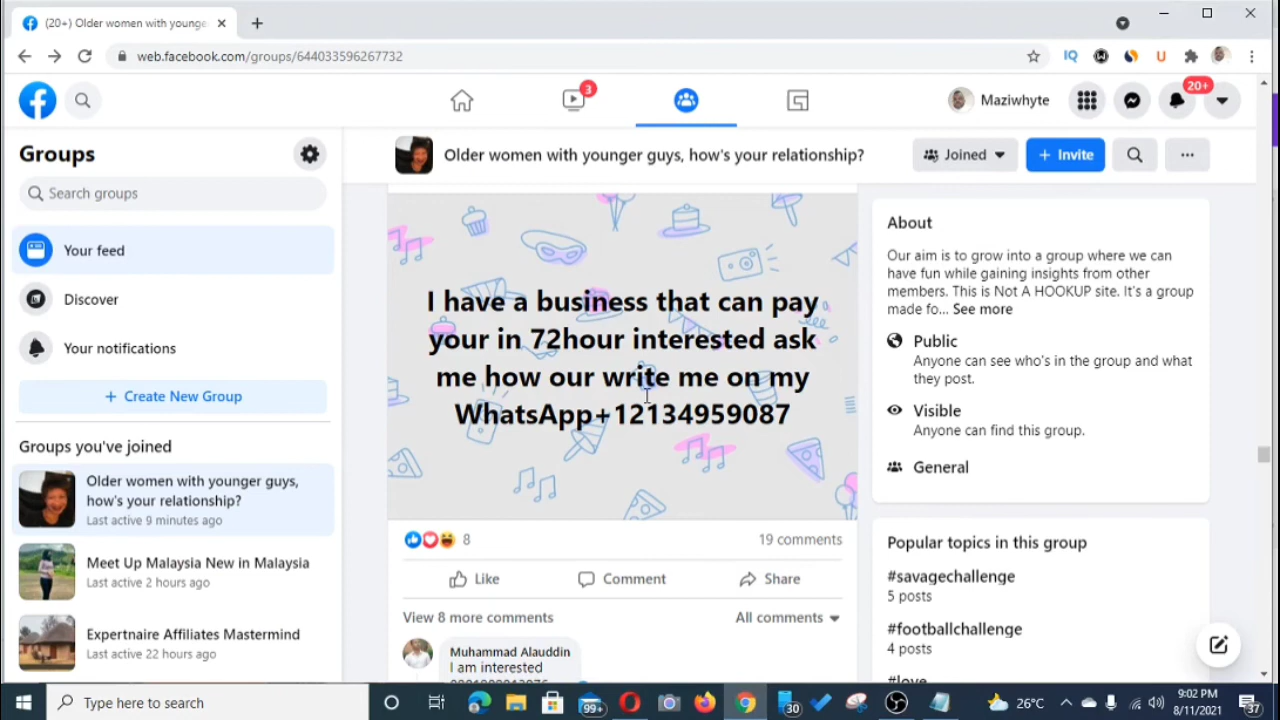 (20+) Older women with younge
web.facebook.com/groups/644033596267732
IQ
U
3
Maziwhyte
20+
Groups
Older women with younger guys, how's your relationship?
Joined
+ Invite
Search groups
Your feed
Discover
Your notifications
+ Create New Group
Groups you've joined
Older women with younger guys,
how's your relationship?
Last active 9 minutes ago
Meet Up Malaysia New in Malaysia
Last active 2 hours ago
Expertnaire Affiliates Mastermind
Last active 22 hours ago
I have a business that can pay
your in 72hour interested ask
me how our write me on my
WhatsApp+12134959087
8
19 comments
Like
Comment
Share
View 8 more comments
All comments
Muhammad Alauddin
I am interested
About
Our aim is to grow into a group where we can
have fun while gaining insights from other
members. This is Not A HOOKUP site. It's a group
made fo... See more
Public
Anyone can see who's in the group and what
they post.
Visible
Anyone can find this group.
General
Popular topics in this group
#savagechallenge
5 posts
#footballchallenge
4 posts
#love
Type here to search
99+
30
26°C
9:02 PM
8/11/2021
37